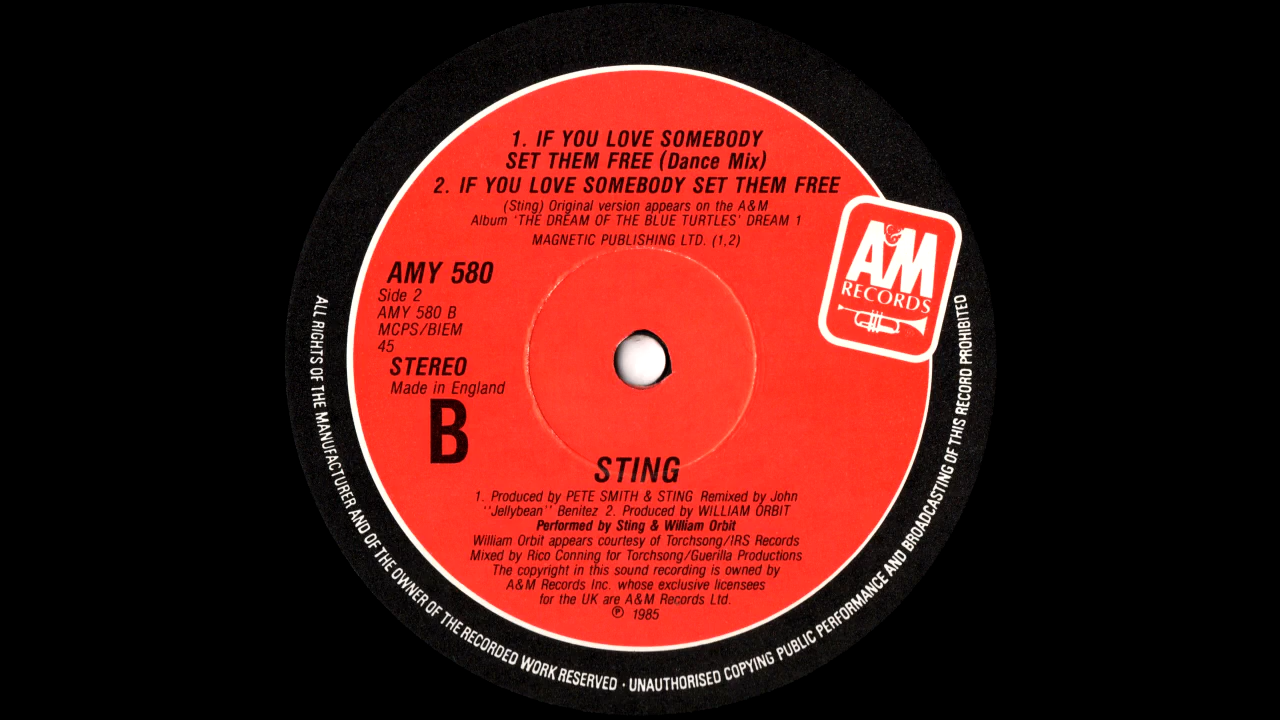 1. IF YOU LOVE SOMEBODY
SET THEM FREE (Dance Mix)
2. IF YOU LOVE SOMEBODY SET THEM FREE
(Sting) Original version appears on the A&M
Album 'THE DREAM OF THE BLUE TURTLES' DREAM 1
MAGNETIC PUBLISHING LTD. (1,2)
A&M
RECORDS
AMY 580
Side 2
AMY 580 B
MCPS/BIEM
45
STEREO
Made in England
B
STING
1. Produced by PETE SMITH & STING Remixed by John
"Jellybean" Benitez 2. Produced by WILLIAM ORBIT
Performed by Sting & William Orbit
William Orbit appears courtesy of Torchsong/IRS Records
Mixed by Rico Conning for Torchsong/Guerilla Productions
The copyright in this sound recording is owned by
A&M Records Inc. whose exclusive licensees
for the UK are A&M Records Ltd.
℗ 1985
ALL RIGHTS OF THE MANUFACTURER AND OF THE OWNER OF THE RECORDED WORK RESERVED · UNAUTHORISED COPYING PUBLIC PERFORMANCE AND BROADCASTING OF THIS RECORD PROHIBITED